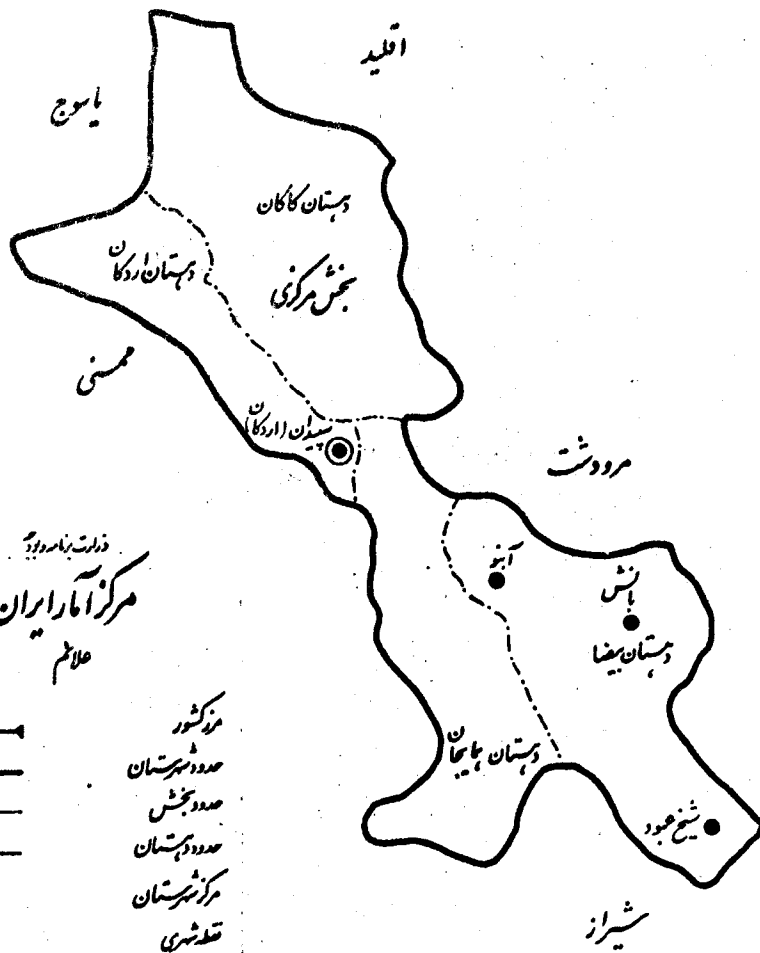 اقلید
یاسوج
دهستان کاکان
دهستان اردکان
بخش مرکزی
ممسنی
سپیدان (اردکان)
مرودشت
آبنو
بانش
دهستان بیضا
وزارت برنامه و بودجه
مرکز آمار ایران
علائم
مرز کشور
حدود شهرستان
حدود بخش
حدود دهستان
مرکز شهرستان
نقطه شهری
دهستان همایجان
شیخ عبود
شیراز